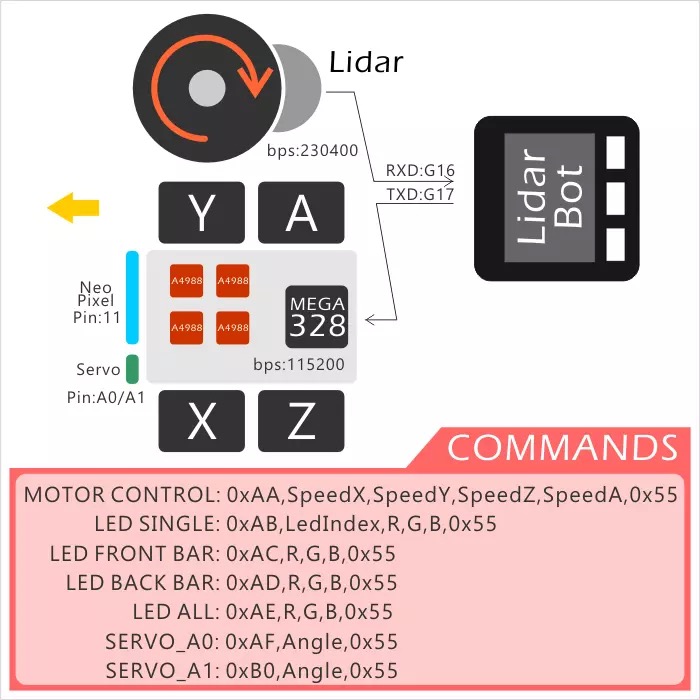 Lidar
bps:230400
RXD:G16
TXD:G17
Lidar
Bot
Y
A
Neo
Pixel
Pin:11
A4988
A4988
A4988
A4988
MEGA
328
bps:115200
Servo
Pin:A0/A1
X
Z
COMMANDS
MOTOR CONTROL: 0xAA,SpeedX,SpeedY,SpeedZ,SpeedA,0x55
LED SINGLE: 0xAB,LedIndex,R,G,B,0x55
LED FRONT BAR: 0xAC,R,G,B,0x55
LED BACK BAR: 0xAD,R,G,B,0x55
LED ALL: 0xAE,R,G,B,0x55
SERVO_A0: 0xAF,Angle,0x55
SERVO_A1: 0xB0,Angle,0x55